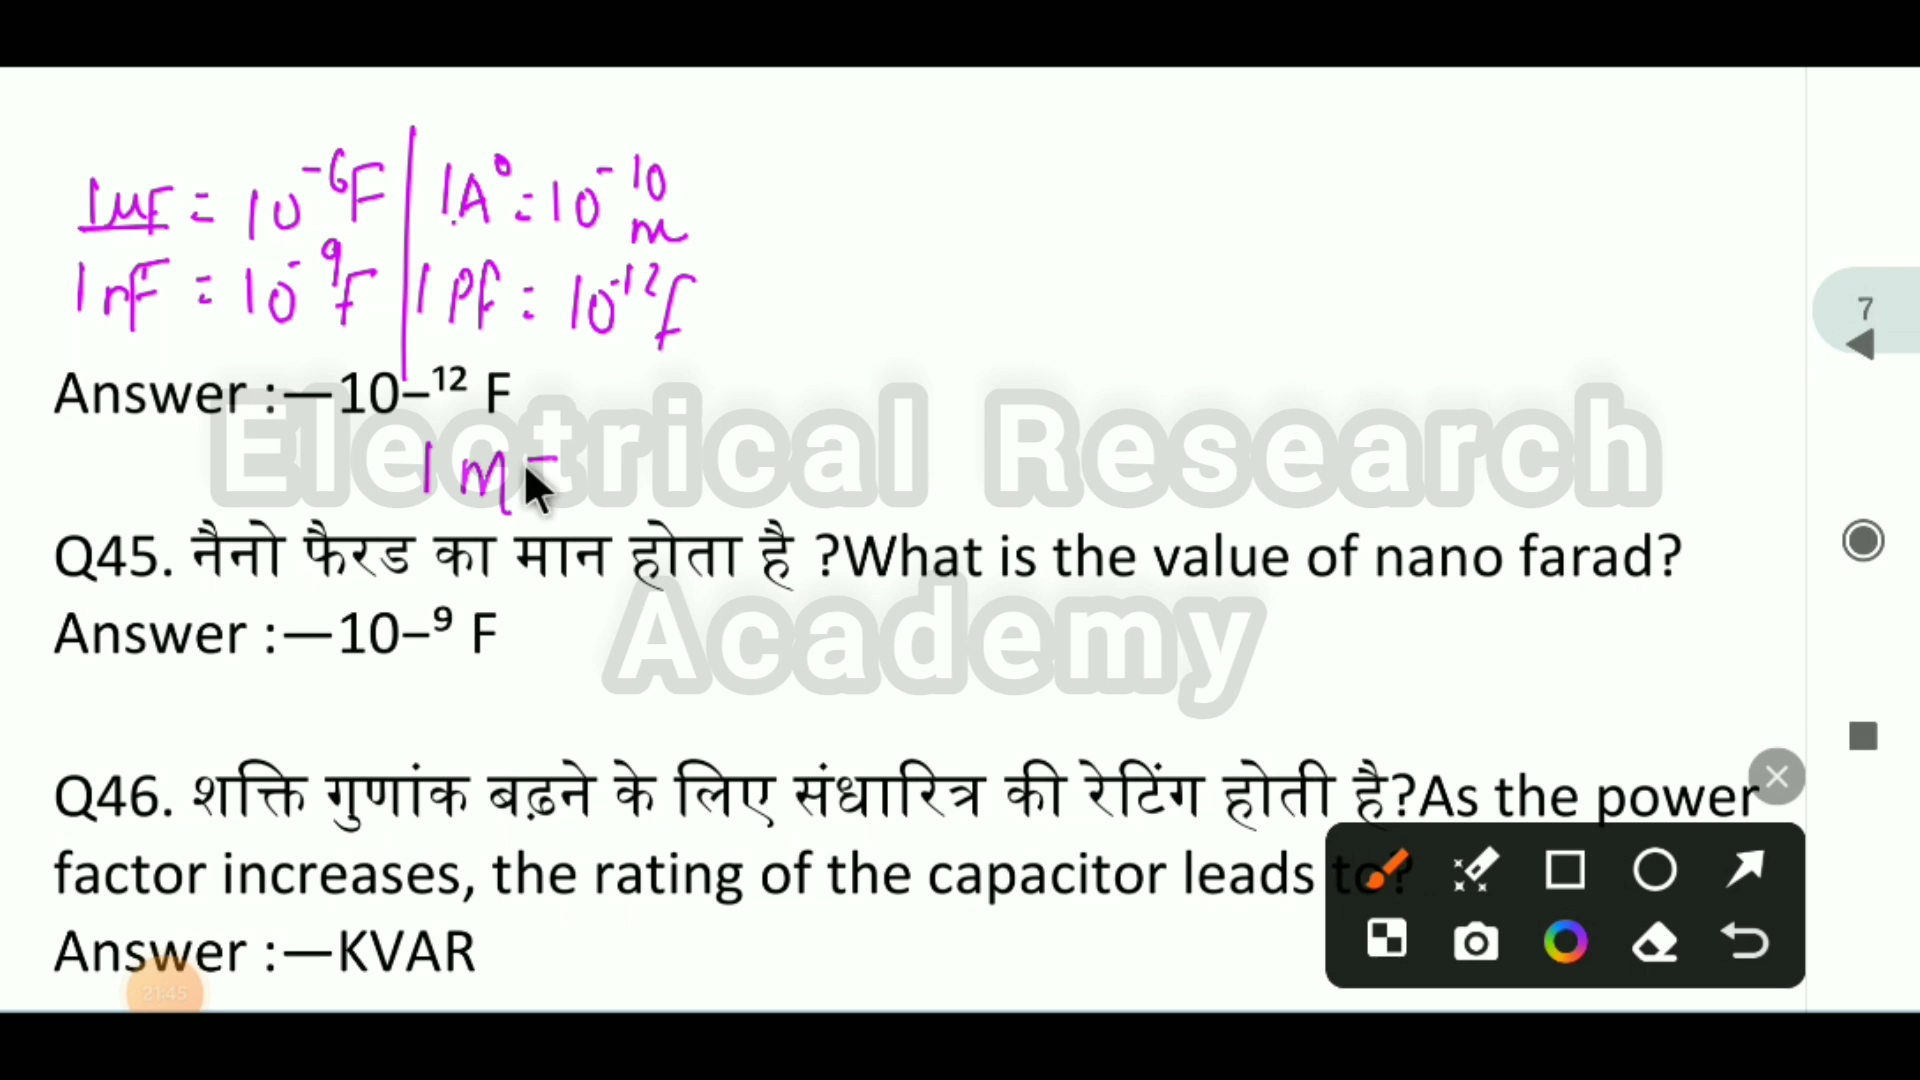 1μF = 10⁻⁶F | 1A° = 10⁻¹⁰ m
1nF = 10⁻⁹F | 1Pf = 10⁻¹²f
Answer :—10–¹² F
1 m
Q45. नैनो फैरड का मान होता है ?What is the value of nano farad?
Answer :—10–⁹ F
Q46. शक्ति गुणांक बढ़ने के लिए संधारित्र की रेटिंग होती है?As the power
factor increases, the rating of the capacitor leads to?
Answer :—KVAR
Electrical Research
Academy
7
21:45